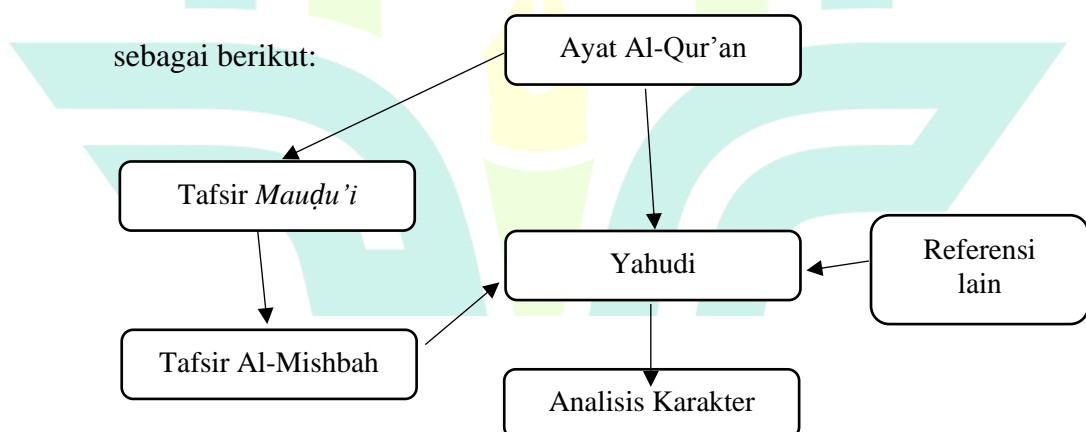 sebagai berikut:
Ayat Al-Qur’an
Tafsir Mauḍu’i
Yahudi
Referensi
lain
Tafsir Al-Mishbah
Analisis Karakter